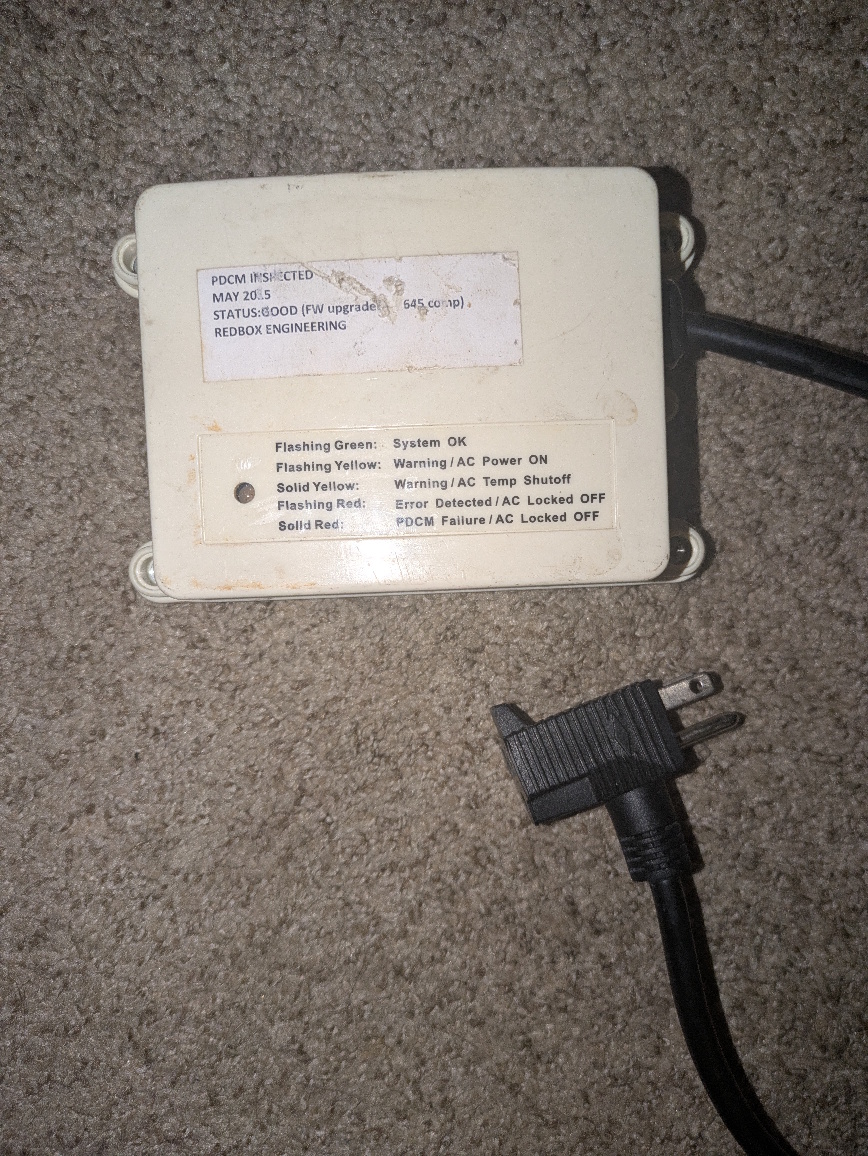 PDCM INSPECTED
MAY 2015
STATUS:GOOD (FW upgrade 645 comp)
REDBOX ENGINEERING
Flashing Green: System OK
Flashing Yellow: Warning/AC Power ON
Solid Yellow: Warning/AC Temp Shutoff
Flashing Red: Error Detected/AC Locked OFF
Solid Red: PDCM Failure/AC Locked OFF